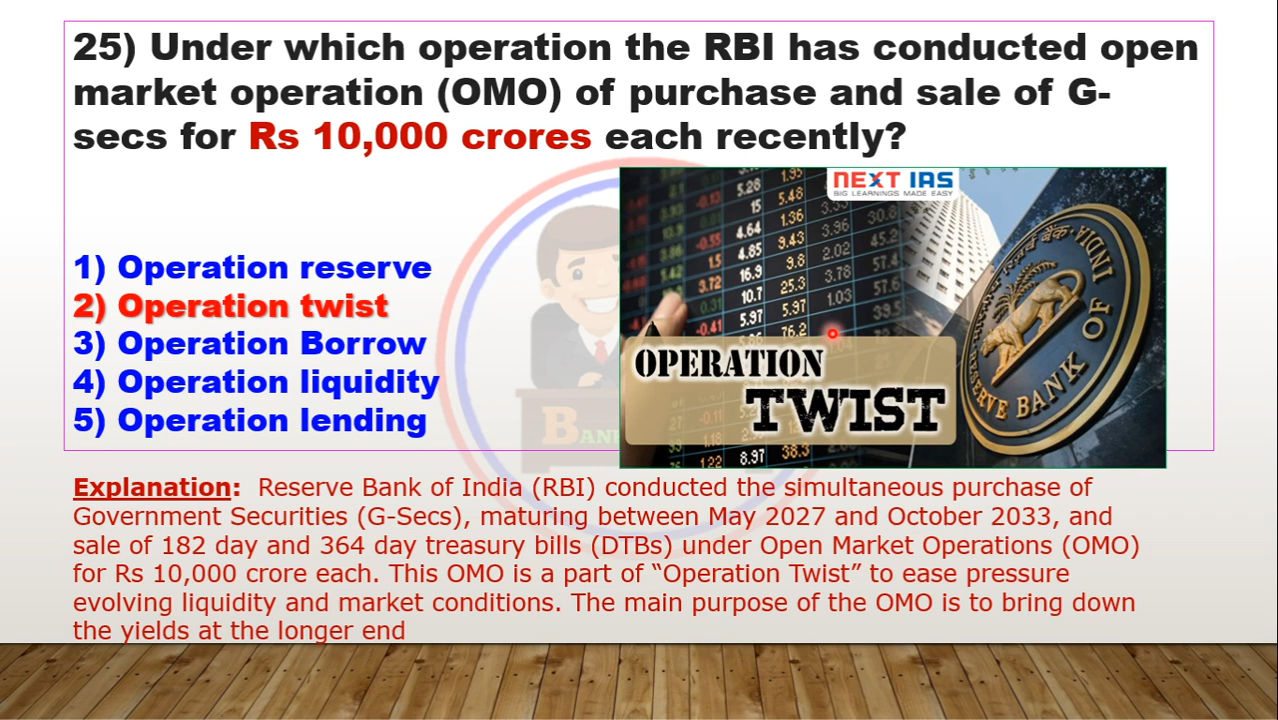 25) Under which operation the RBI has conducted open
market operation (OMO) of purchase and sale of G-
secs for Rs 10,000 crores each recently?
1) Operation reserve
2) Operation twist
3) Operation Borrow
4) Operation liquidity
5) Operation lending
NEXT IAS
BIG LEARNINGS MADE EASY
OPERATION
TWIST
RESERVE BANK OF INDIA
Explanation: Reserve Bank of India (RBI) conducted the simultaneous purchase of
Government Securities (G-Secs), maturing between May 2027 and October 2033, and
sale of 182 day and 364 day treasury bills (DTBs) under Open Market Operations (OMO)
for Rs 10,000 crore each. This OMO is a part of “Operation Twist” to ease pressure
evolving liquidity and market conditions. The main purpose of the OMO is to bring down
the yields at the longer end